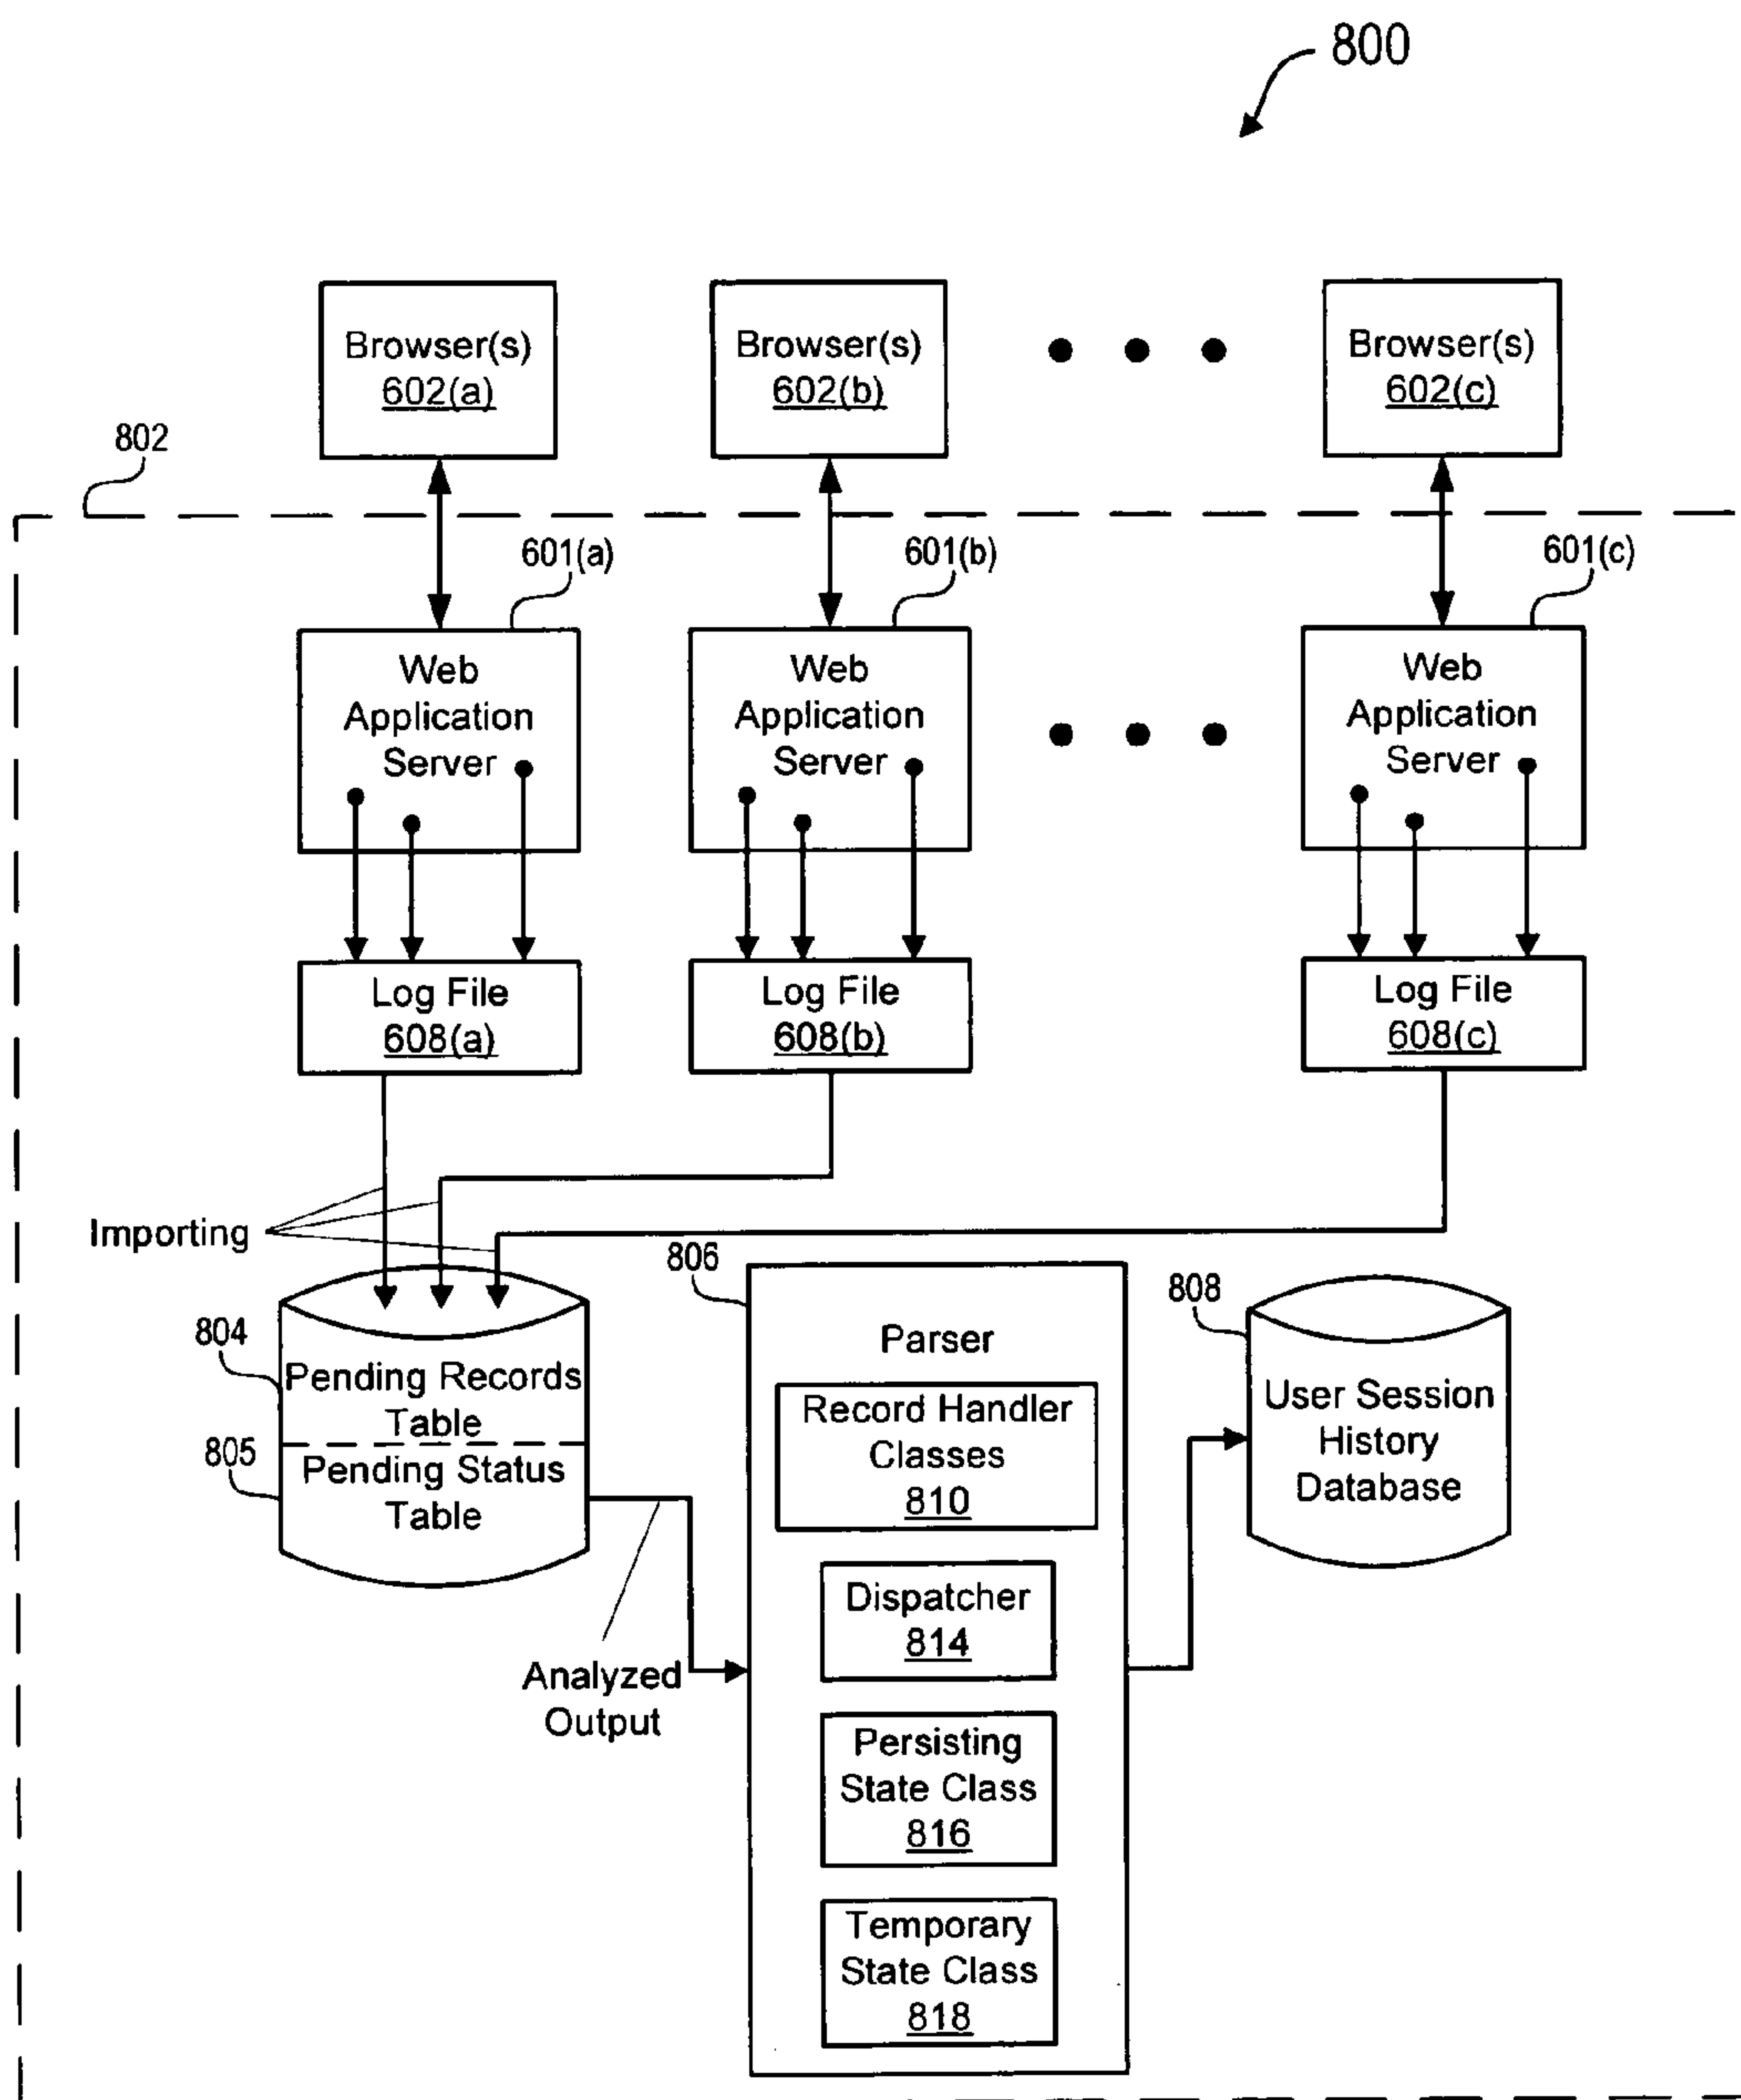 800
Browser(s)
602(a)
Browser(s)
602(b)
Browser(s)
602(c)
802
601(a)
601(b)
601(c)
Web
Application
Server
Web
Application
Server
Web
Application
Server
Log File
608(a)
Log File
608(b)
Log File
608(c)
Importing
804
Pending Records
Table
805
Pending Status
Table
Analyzed
Output
806
Parser
Record Handler
Classes
810
Dispatcher
814
Persisting
State Class
816
Temporary
State Class
818
808
User Session
History
Database